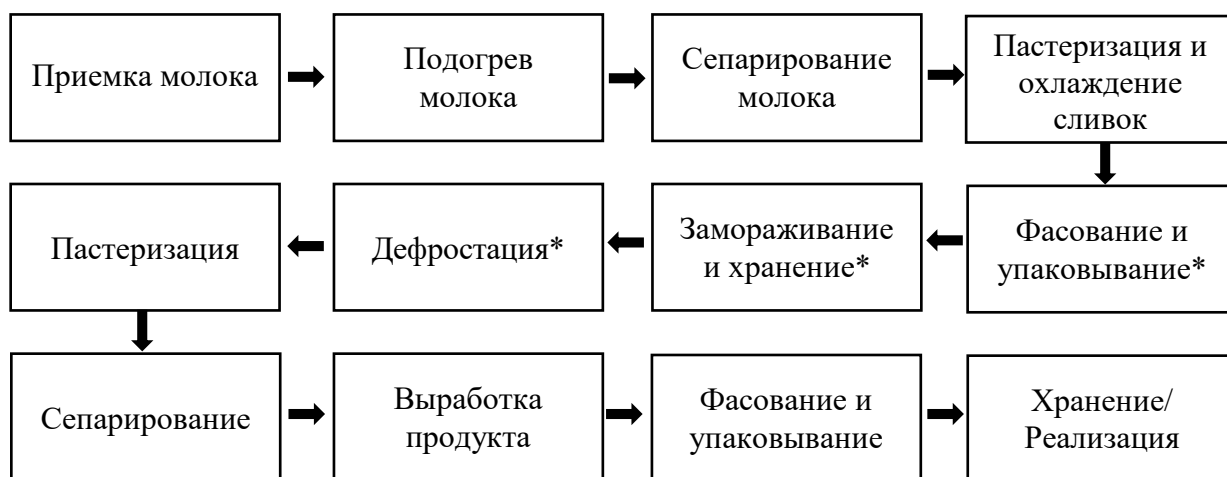 Приемка молока
Подогрев
молока
Сепарирование
молока
Пастеризация и
охлаждение
сливок
Фасование и
упаковывание*
Замораживание
и хранение*
Дефростация*
Пастеризация
Сепарирование
Выработка
продукта
Фасование и
упаковывание
Хранение/
Реализация